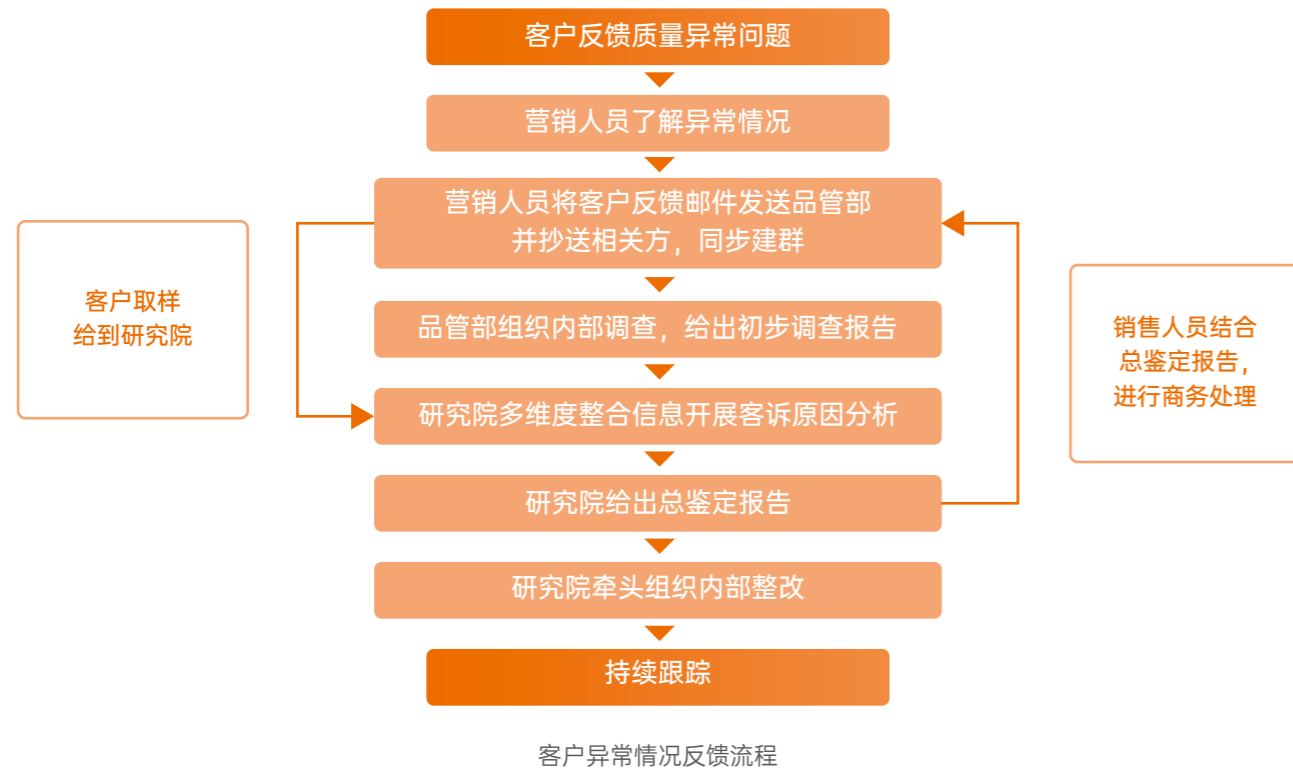 客户反馈质量异常问题
营销人员了解异常情况
营销人员将客户反馈邮件发送品管部
并抄送相关方，同步建群
客户取样
给到研究院
品管部组织内部调查，给出初步调查报告
销售人员结合
总鉴定报告，
进行商务处理
研究院多维度整合信息开展客诉原因分析
研究院给出总鉴定报告
研究院牵头组织内部整改
持续跟踪
客户异常情况反馈流程